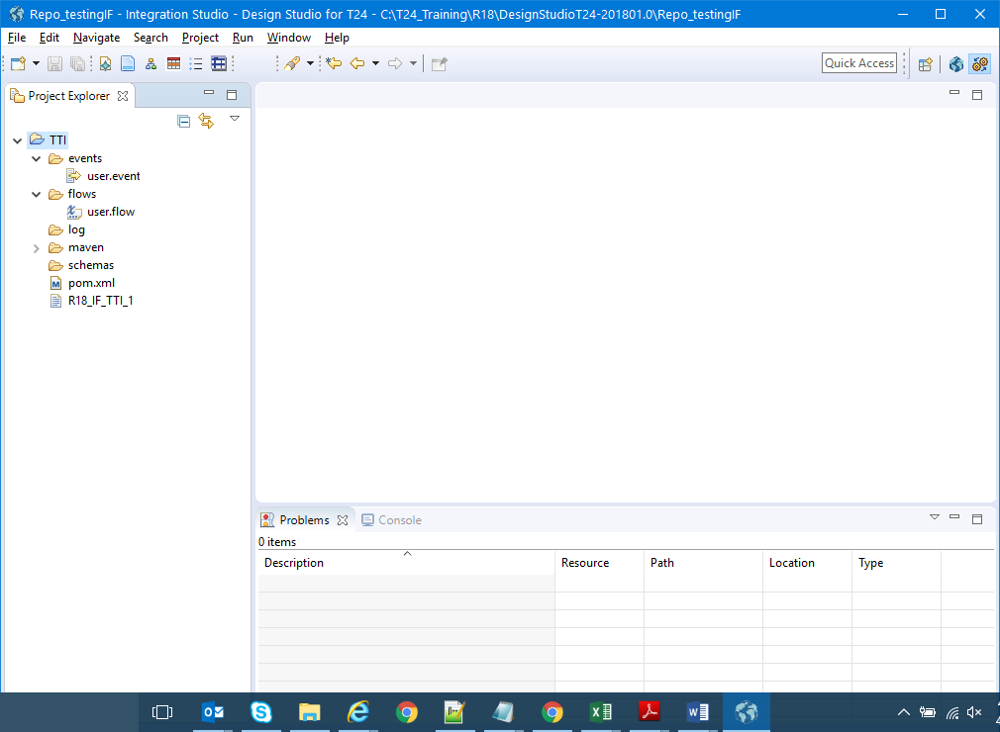 Repo_testingIF - Integration Studio - Design Studio for T24 - C:\T24_Training\R18\DesignStudioT24-201801.0\Repo_testingIF
File Edit Navigate Search Project Run Window Help
Quick Access
Project Explorer
TTI
events
user.event
flows
user.flow
log
maven
schemas
pom.xml
R18_IF_TTI_1
Problems Console
0 items
Description Resource Path Location Type